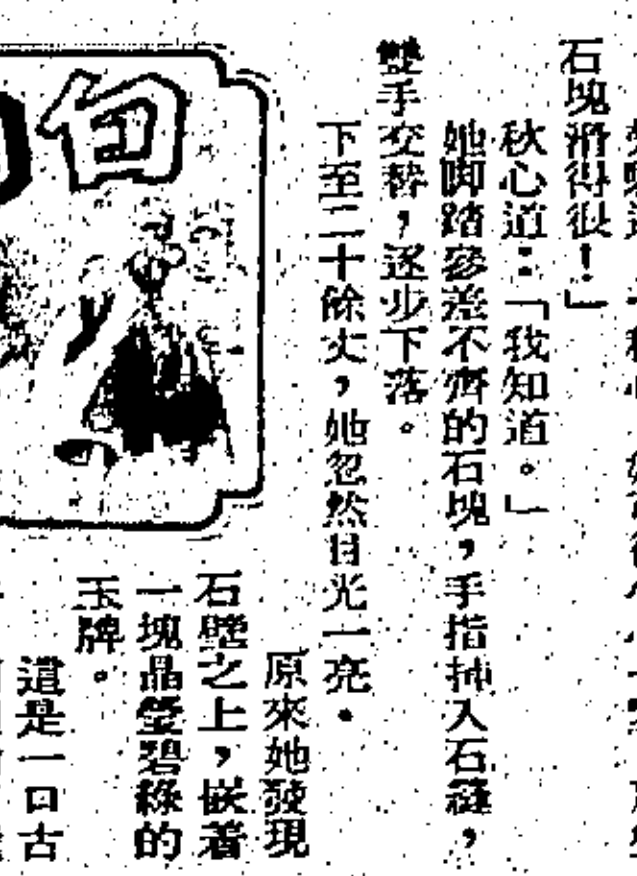 石塊滑得很！」
秋心道：「我知道。」
她脚踏參差不齊的石塊，手指挿入石縫，
雙手交替，逐步下落。
下至二十餘丈，她忽然目光一亮。
原來她發現
石壁之上，嵌着
一塊晶瑩碧綠的
玉牌。
這是一口古